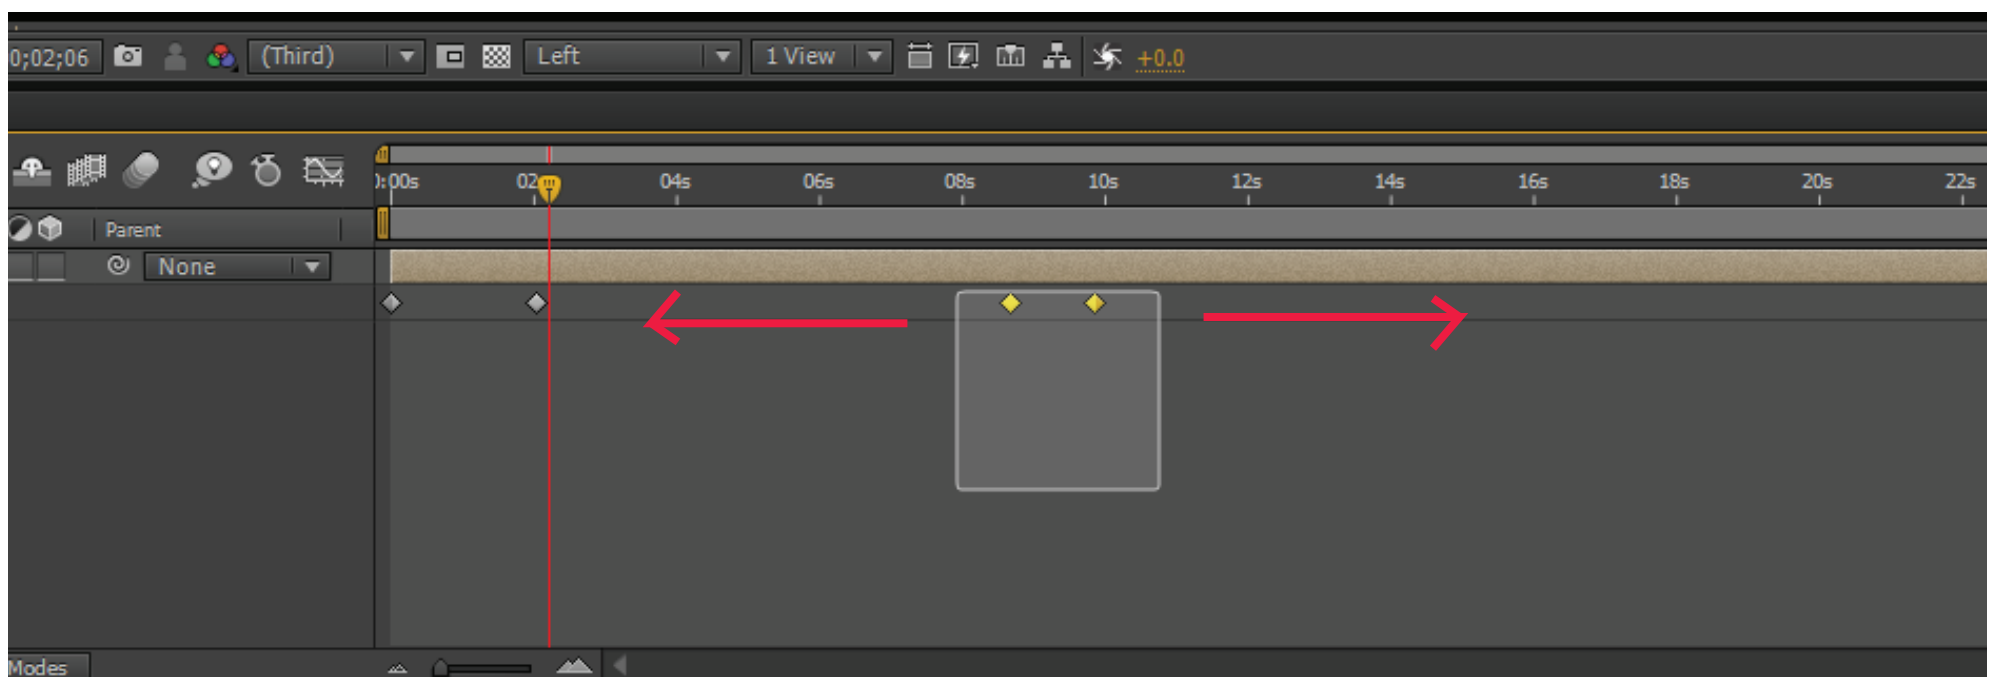 0;02;06 (Third) Left 1 View +0.0
0:00s 02 04s 06s 08s 10s 12s 14s 16s 18s 20s 22s
Parent
None
Modes